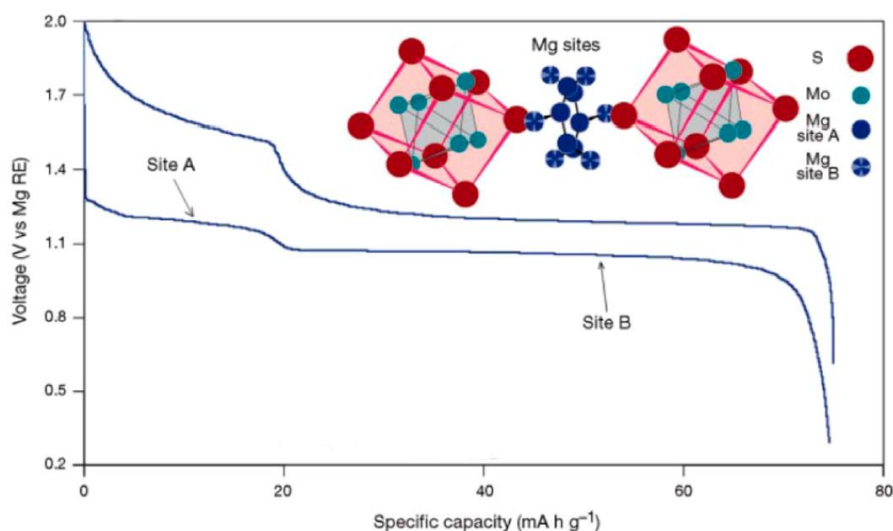 2.0
Mg sites
S
1.7
Mo
Mg
site A
1.4
Site A
Mg
site B
Voltage (V vs Mg RE)
1.1
0.8
Site B
0.5
0.2
0
20
40
60
80
Specific capacity (mA h g⁻¹)